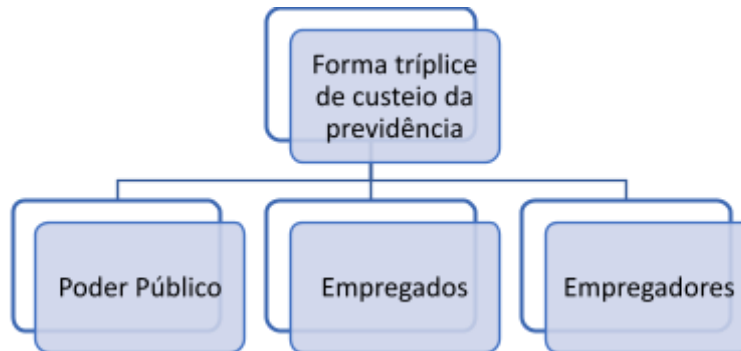 Forma tríplice
de custeio da
previdência
Poder Público
Empregados
Empregadores